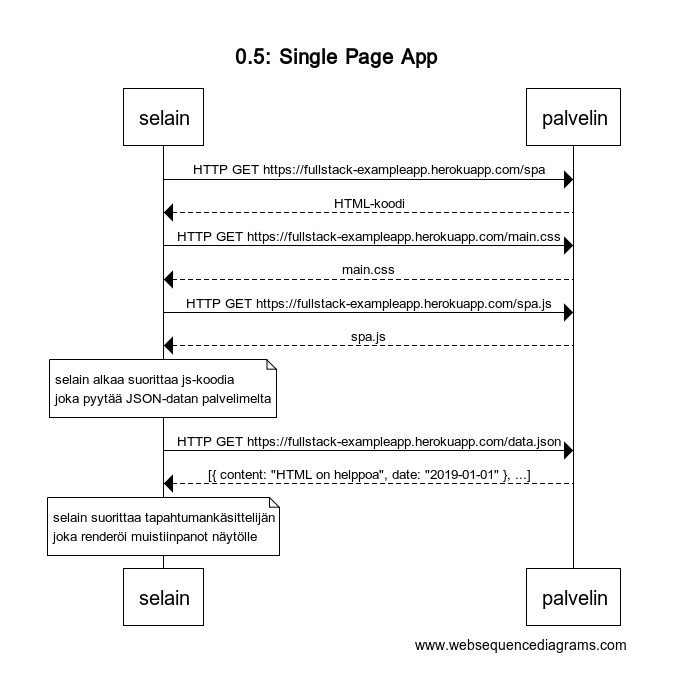 0.5: Single Page App
selain
palvelin
HTTP GET https://fullstack-exampleapp.herokuapp.com/spa
HTML-koodi
HTTP GET https://fullstack-exampleapp.herokuapp.com/main.css
main.css
HTTP GET https://fullstack-exampleapp.herokuapp.com/spa.js
spa.js
selain alkaa suorittaa js-koodia
joka pyytää JSON-datan palvelimelta
HTTP GET https://fullstack-exampleapp.herokuapp.com/data.json
[{ content: "HTML on helppoa", date: "2019-01-01" }, ...]
selain suorittaa tapahtumankäsittelijän
joka renderöi muistiinpanot näytölle
selain
palvelin
www.websequencediagrams.com